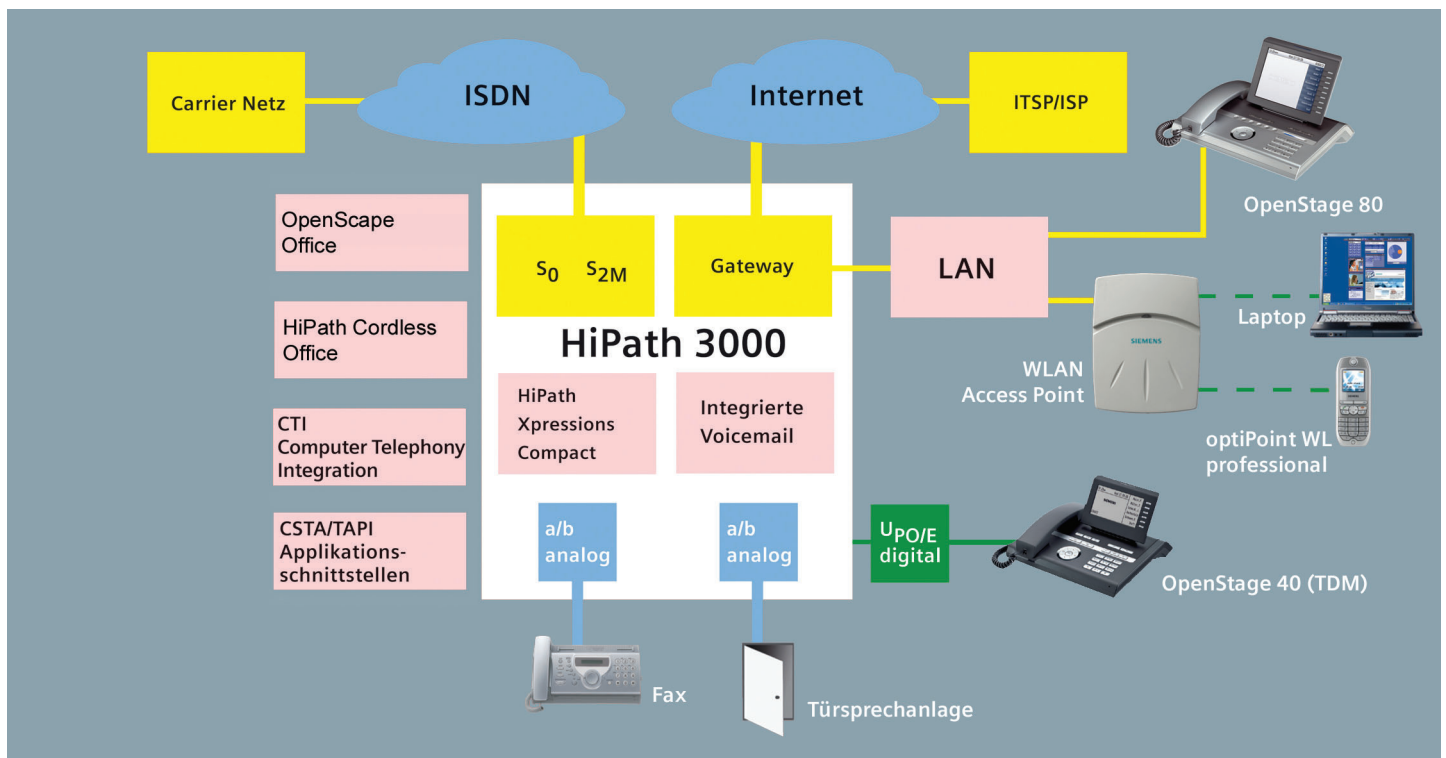 Carrier Netz
ISDN
Internet
ITSP/ISP
OpenStage 80
OpenScape
Office
HiPath Cordless
Office
CTI
Computer Telephony
Integration
CSTA/TAPI
Applikations-
schnittstellen
S0 S2M
Gateway
LAN
HiPath 3000
HiPath
Xpressions
Compact
Integrierte
Voicemail
a/b
analog
a/b
analog
UPO/E
digital
SIEMENS
WLAN
Access Point
Laptop
optiPoint WL
professional
OpenStage 40 (TDM)
Fax
Türsprechanlage